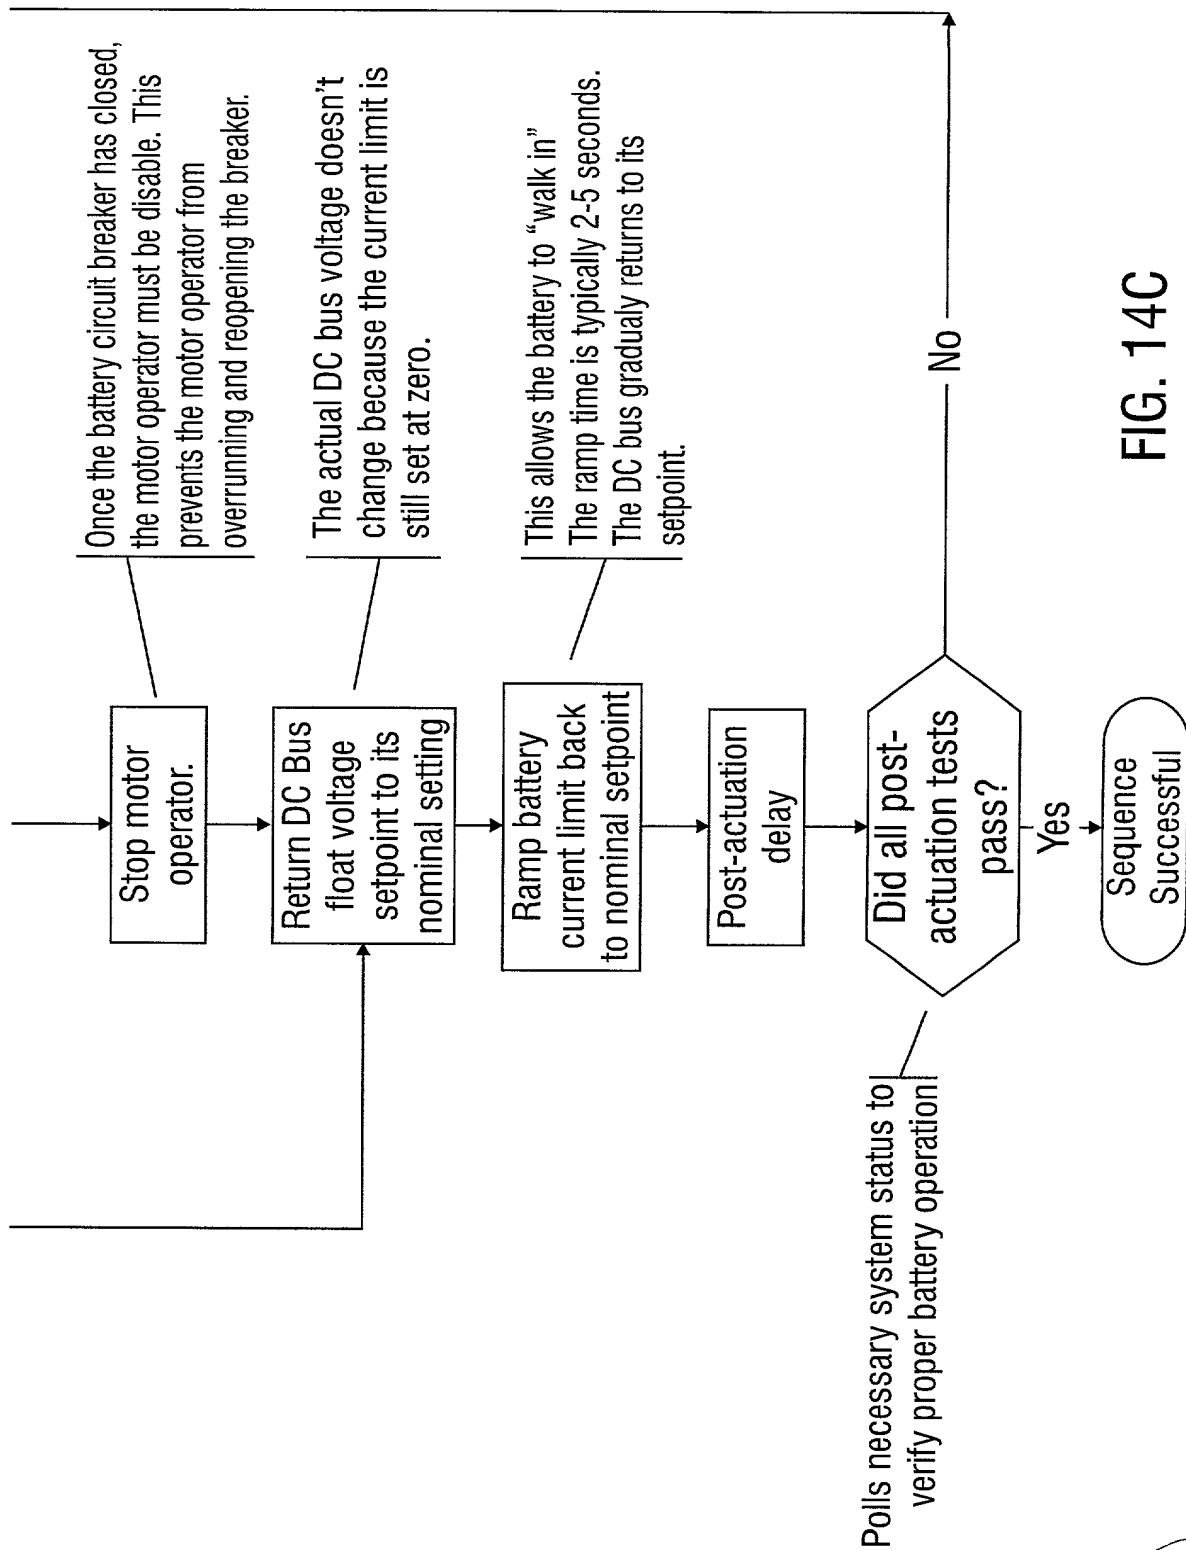 Once the battery circuit breaker has closed,
the motor operator must be disable. This
prevents the motor operator from
overrunning and reopening the breaker.
Stop motor
operator.
The actual DC bus voltage doesn't
change because the current limit is
still set at zero.
Return DC Bus
float voltage
setpoint to its
nominal setting
This allows the battery to “walk in”
The ramp time is typically 2-5 seconds.
The DC bus gradualy returns to its
setpoint.
Ramp battery
current limit back
to nominal setpoint
Post-actuation
delay
Polls necessary system status to
verify proper battery operation
Did all post-
actuation tests
pass?
No
Yes
Sequence
Successful
FIG. 14C